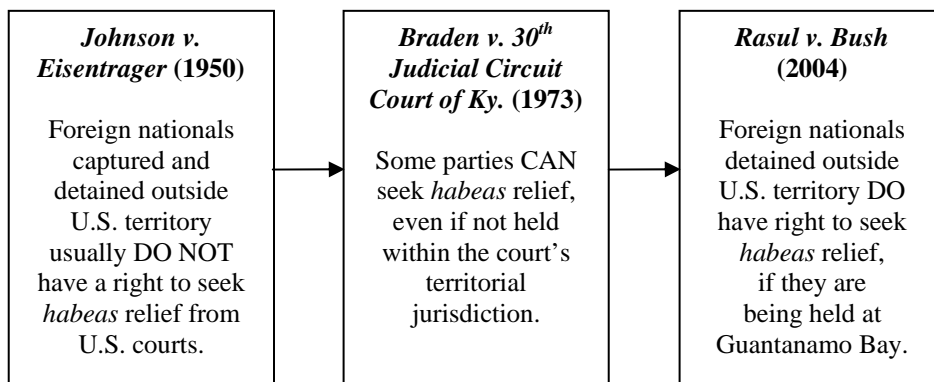 Johnson v.
Eisentrager (1950)
Foreign nationals
captured and
detained outside
U.S. territory
usually DO NOT
have a right to seek
habeas relief from
U.S. courts.
Braden v. 30th
Judicial Circuit
Court of Ky. (1973)
Some parties CAN
seek habeas relief,
even if not held
within the court's
territorial
jurisdiction.
Rasul v. Bush
(2004)
Foreign nationals
detained outside
U.S. territory DO
have right to seek
habeas relief,
if they are
being held at
Guantanamo Bay.